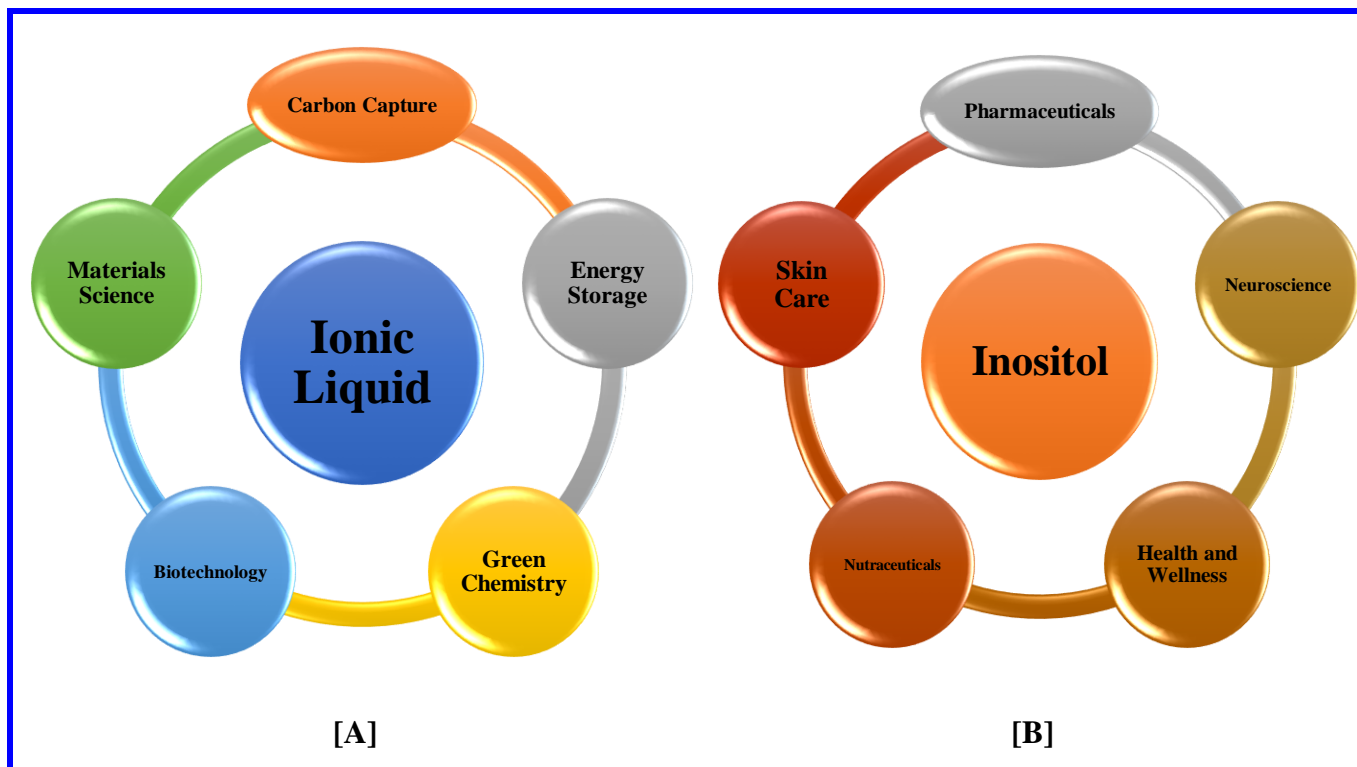 Carbon Capture
Energy
Storage
Green
Chemistry
Biotechnology
Materials
Science
Ionic
Liquid
[A]
Pharmaceuticals
Neuroscience
Health and
Wellness
Nutraceuticals
Skin
Care
Inositol
[B]